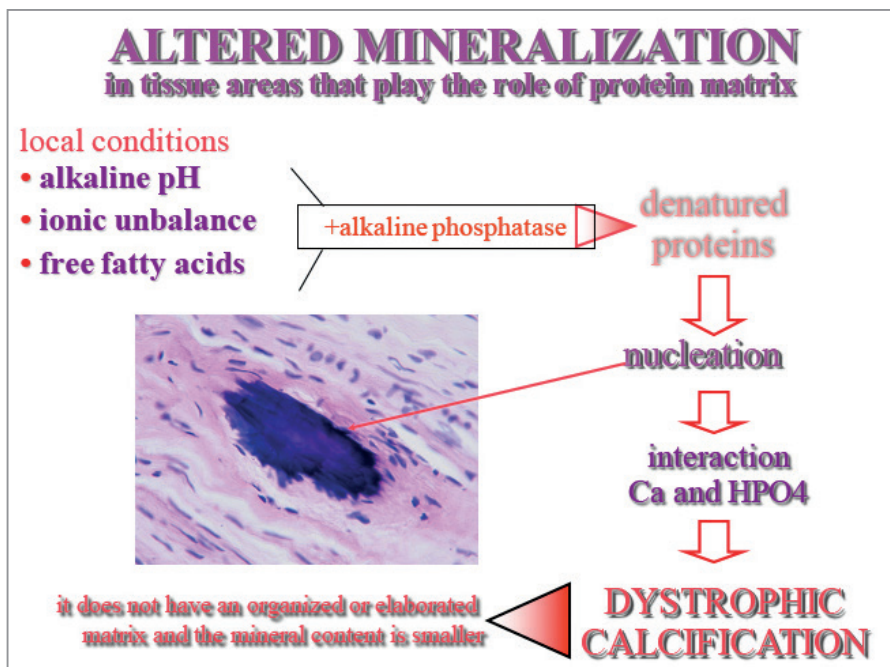 ALTERED MINERALIZATION
in tissue areas that play the role of protein matrix
local conditions
• alkaline pH
• ionic unbalance
• free fatty acids
+alkaline phosphatase
denatured
proteins
nucleation
interaction
Ca and HPO4
DYSTROPHIC
CALCIFICATION
it does not have an organized or elaborated
matrix and the mineral content is smaller